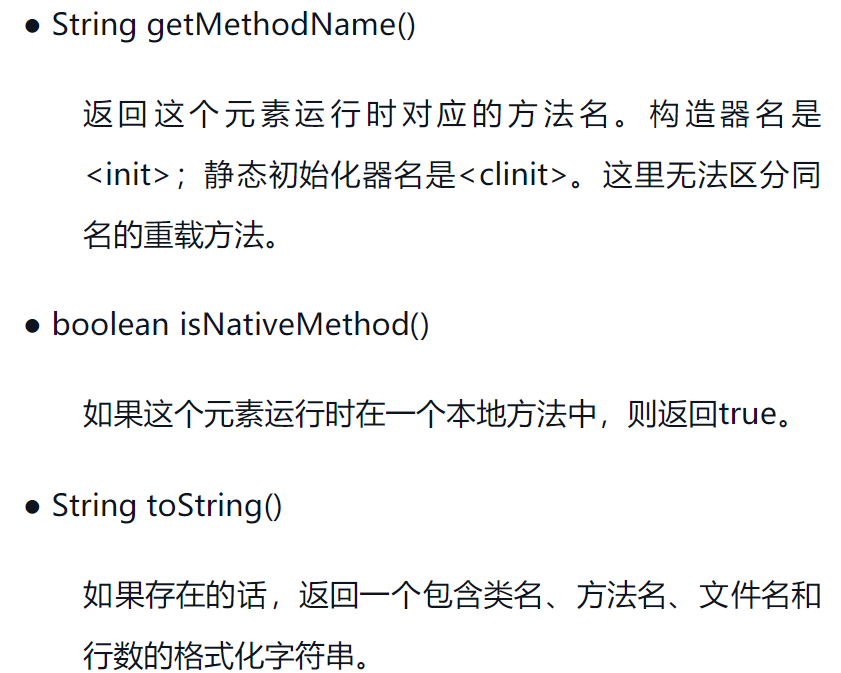 ● String getMethodName()
返回这个元素运行时对应的方法名。构造器名是
<init>；静态初始化器名是<clinit>。这里无法区分同
名的重载方法。
● boolean isNativeMethod()
如果这个元素运行时在一个本地方法中，则返回true。
● String toString()
如果存在的话，返回一个包含类名、方法名、文件名和
行数的格式化字符串。